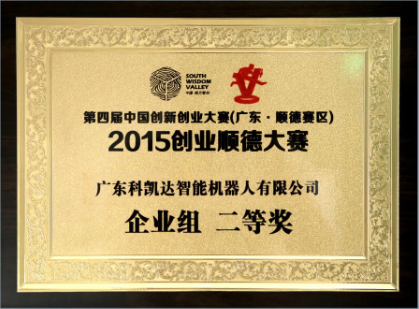 SOUTH
WISDOM
VALLEY
第四届中国创新创业大赛(广东·顺德赛区)
2015创业顺德大赛
广东科凯达智能机器人有限公司
企业组 二等奖